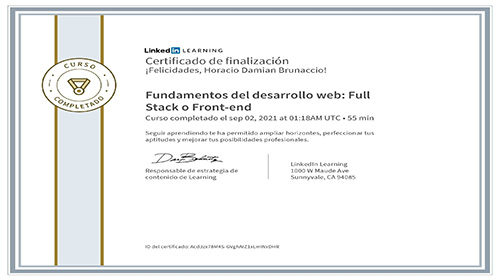 LinkedIn LEARNING
Certificado de finalización
¡Felicidades, Horacio Damian Brunaccio!
CURSO
COMPLETADO
Fundamentos del desarrollo web: Full
Stack o Front-end
Curso completado el sep 02, 2021 at 01:18AM UTC • 55 min
Seguir aprendiendo te ha permitido ampliar horizontes, perfeccionar tus
aptitudes y mejorar tus posibilidades profesionales.
Responsable de estrategia de
contenido de Learning
LinkedIn Learning
1000 W Maude Ave
Sunnyvale, CA 94085
ID del certificado: